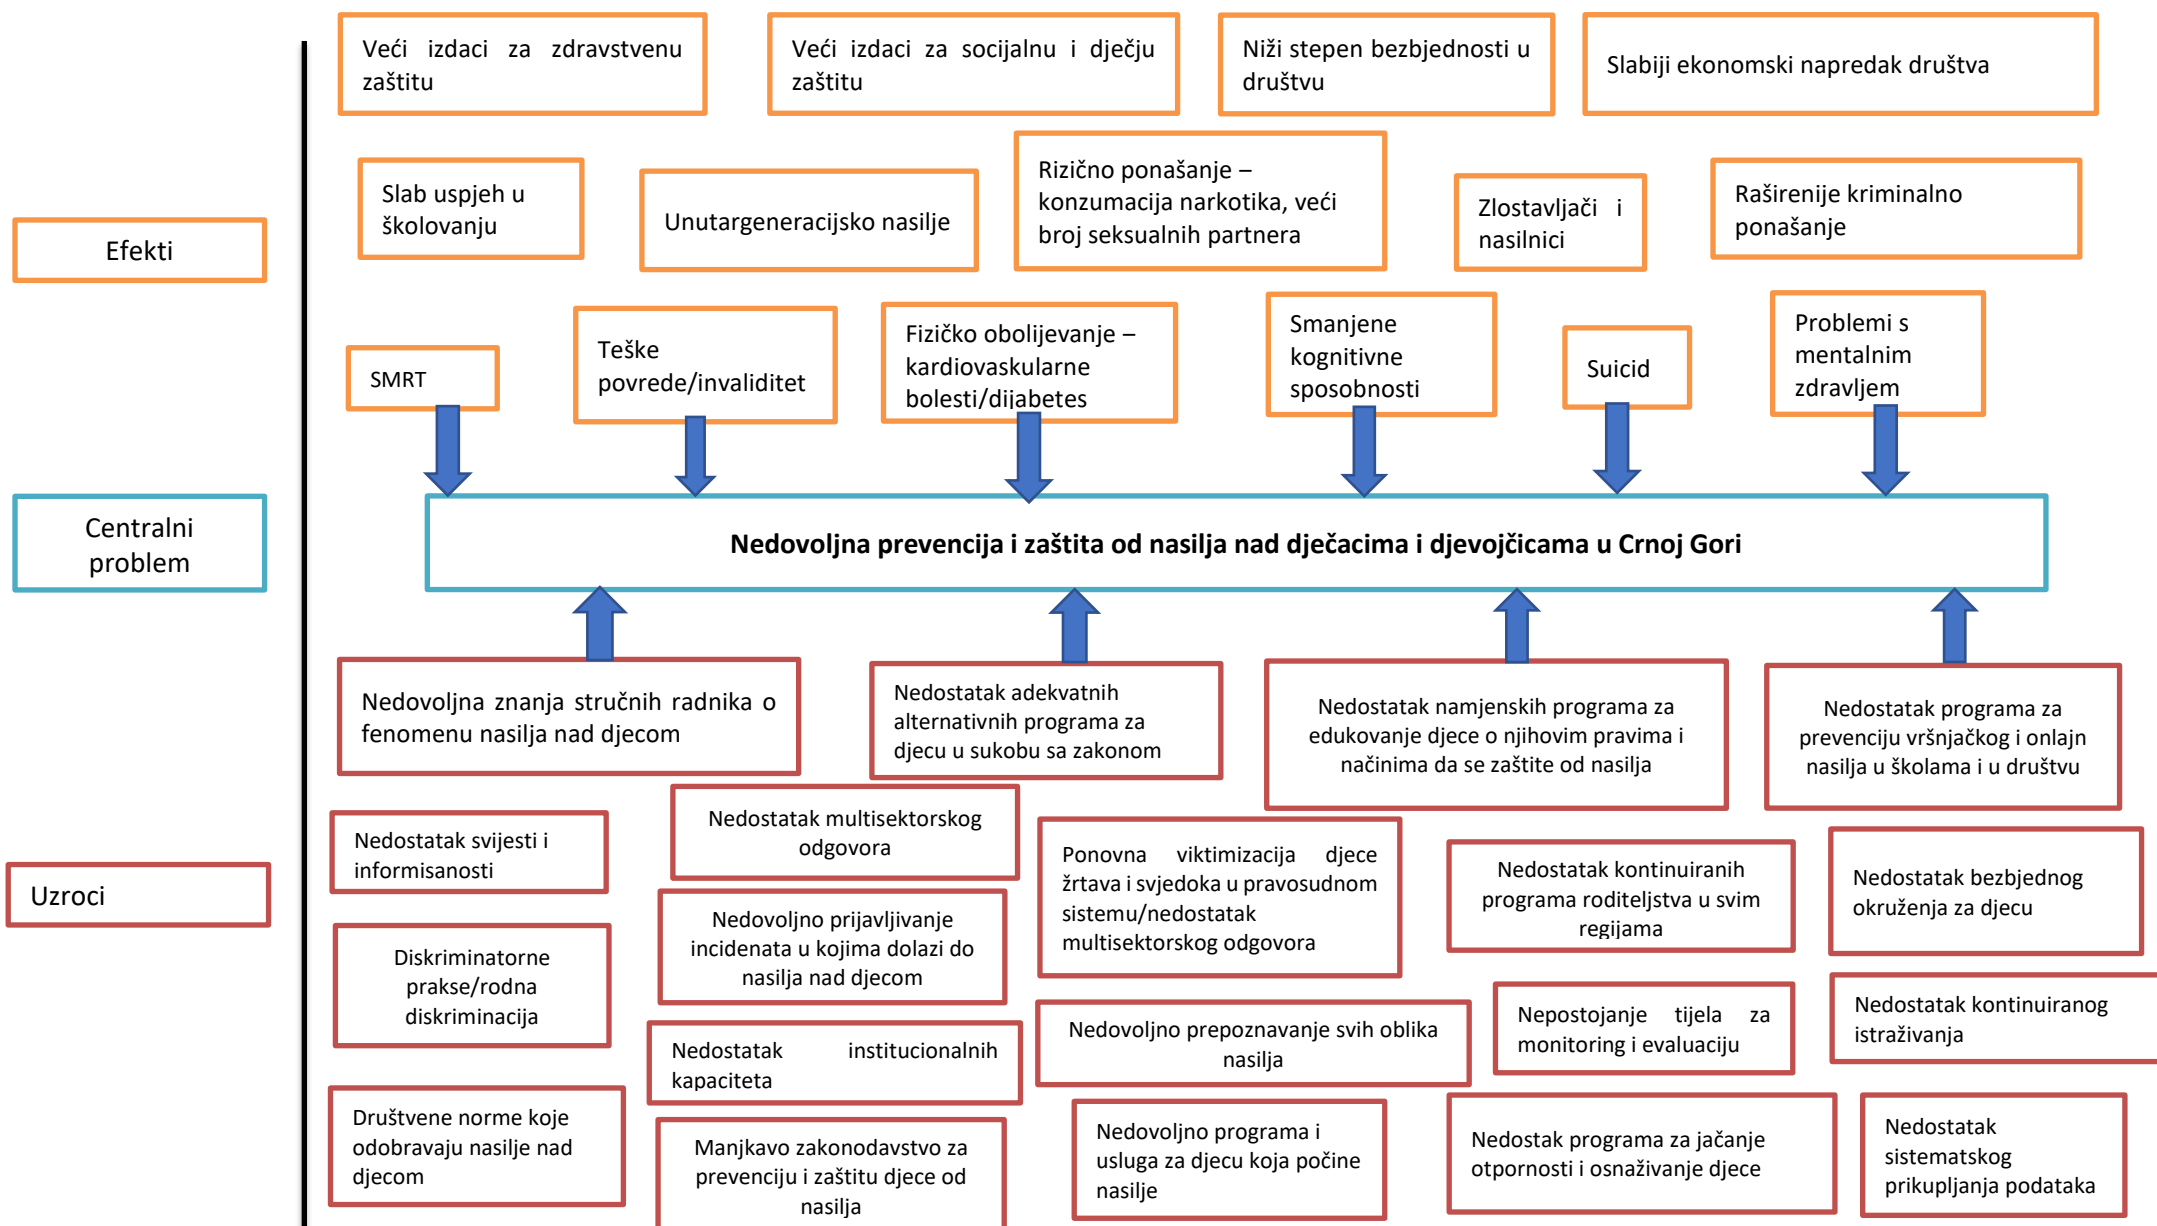 Veći izdaci za zdravstvenu
zaštitu
Veći izdaci za socijalnu i dječju
zaštitu
Niži stepen bezbjednosti u
društvu
Slabiji ekonomski napredak društva
Slab uspjeh u
školovanju
Unutargeneracijsko nasilje
Rizično ponašanje –
konzumacija narkotika, veći
broj seksualnih partnera
Zlostavljači i
nasilnici
Raširenije kriminalno
ponašanje
Efekti
SMRT
Teške
povrede/invaliditet
Fizičko obolijevanje –
kardiovaskularne
bolesti/dijabetes
Smanjene
kognitivne
sposobnosti
Suicid
Problemi s
mentalnim
zdravljem
Centralni
problem
Nedovoljna prevencija i zaštita od nasilja nad dječacima i djevojčicama u Crnoj Gori
Nedovoljna znanja stručnih radnika o
fenomenu nasilja nad djecom
Nedostatak adekvatnih
alternativnih programa za
djecu u sukobu sa zakonom
Nedostatak namjenskih programa za
edukovanje djece o njihovim pravima i
načinima da se zaštite od nasilja
Nedostatak programa za
prevenciju vršnjačkog i onlajn
nasilja u školama i u društvu
Uzroci
Nedostatak svijesti i
informisanosti
Nedostatak multisektorskog
odgovora
Ponovna viktimizacija djece
žrtava i svjedoka u pravosudnom
sistemu/nedostatak
multisektorskog odgovora
Nedostatak kontinuiranih
programa roditeljstva u svim
regijama
Nedostatak bezbjednog
okruženja za djecu
Diskriminatorne
prakse/rodna
diskriminacija
Nedovoljno prijavljivanje
incidenata u kojima dolazi do
nasilja nad djecom
Nedovoljno prepoznavanje svih oblika
nasilja
Nepostojanje tijela za
monitoring i evaluaciju
Nedostatak kontinuiranog
istraživanja
Nedostatak institucionalnih
kapaciteta
Društvene norme koje
odobravaju nasilje nad
djecom
Manjkavo zakonodavstvo za
prevenciju i zaštitu djece od
nasilja
Nedovoljno programa i
usluga za djecu koja počine
nasilje
Nedostak programa za jačanje
otpornosti i osnaživanje djece
Nedostatak
sistematskog
prikupljanja podataka